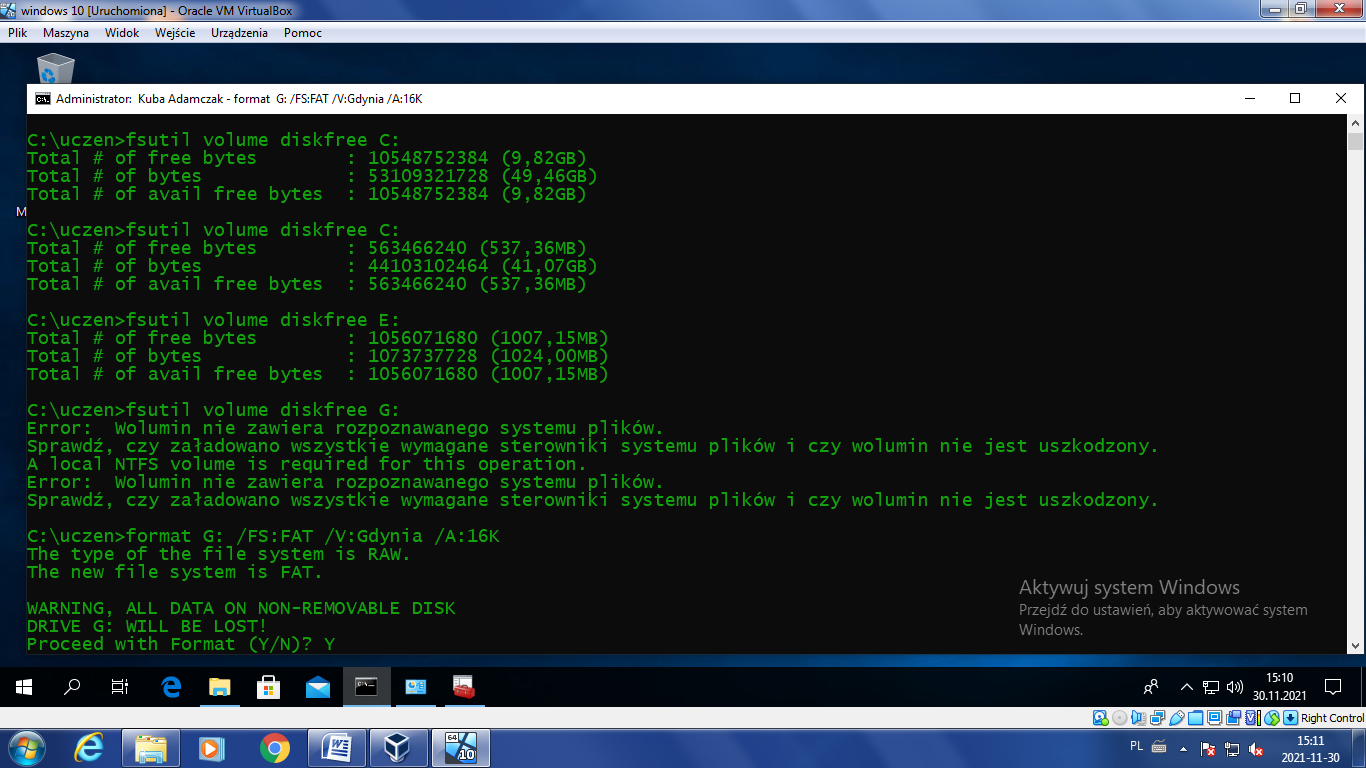 windows 10 [Uruchomiona] - Oracle VM VirtualBox
Plik Maszyna Widok Wejście Urządzenia Pomoc
Administrator: Kuba Adamczak - format G: /FS:FAT /V:Gdynia /A:16K
C:\uczen>fsutil volume diskfree C:
Total # of free bytes : 10548752384 (9,82GB)
Total # of bytes : 53109321728 (49,46GB)
Total # of avail free bytes : 10548752384 (9,82GB)
M
C:\uczen>fsutil volume diskfree C:
Total # of free bytes : 563466240 (537,36MB)
Total # of bytes : 44103102464 (41,07GB)
Total # of avail free bytes : 563466240 (537,36MB)
C:\uczen>fsutil volume diskfree E:
Total # of free bytes : 1056071680 (1007,15MB)
Total # of bytes : 1073737728 (1024,00MB)
Total # of avail free bytes : 1056071680 (1007,15MB)
C:\uczen>fsutil volume diskfree G:
Error: Wolumin nie zawiera rozpoznawanego systemu plików.
Sprawdź, czy załadowano wszystkie wymagane sterowniki systemu plików i czy wolumin nie jest uszkodzony.
A local NTFS volume is required for this operation.
Error: Wolumin nie zawiera rozpoznawanego systemu plików.
Sprawdź, czy załadowano wszystkie wymagane sterowniki systemu plików i czy wolumin nie jest uszkodzony.
C:\uczen>format G: /FS:FAT /V:Gdynia /A:16K
The type of the file system is RAW.
The new file system is FAT.
WARNING, ALL DATA ON NON-REMOVABLE DISK
DRIVE G: WILL BE LOST!
Proceed with Format (Y/N)? Y
Aktywuj system Windows
Przejdź do ustawień, aby aktywować system
Windows.
15:10
30.11.2021
Right Control
64
10
PL
15:11
2021-11-30